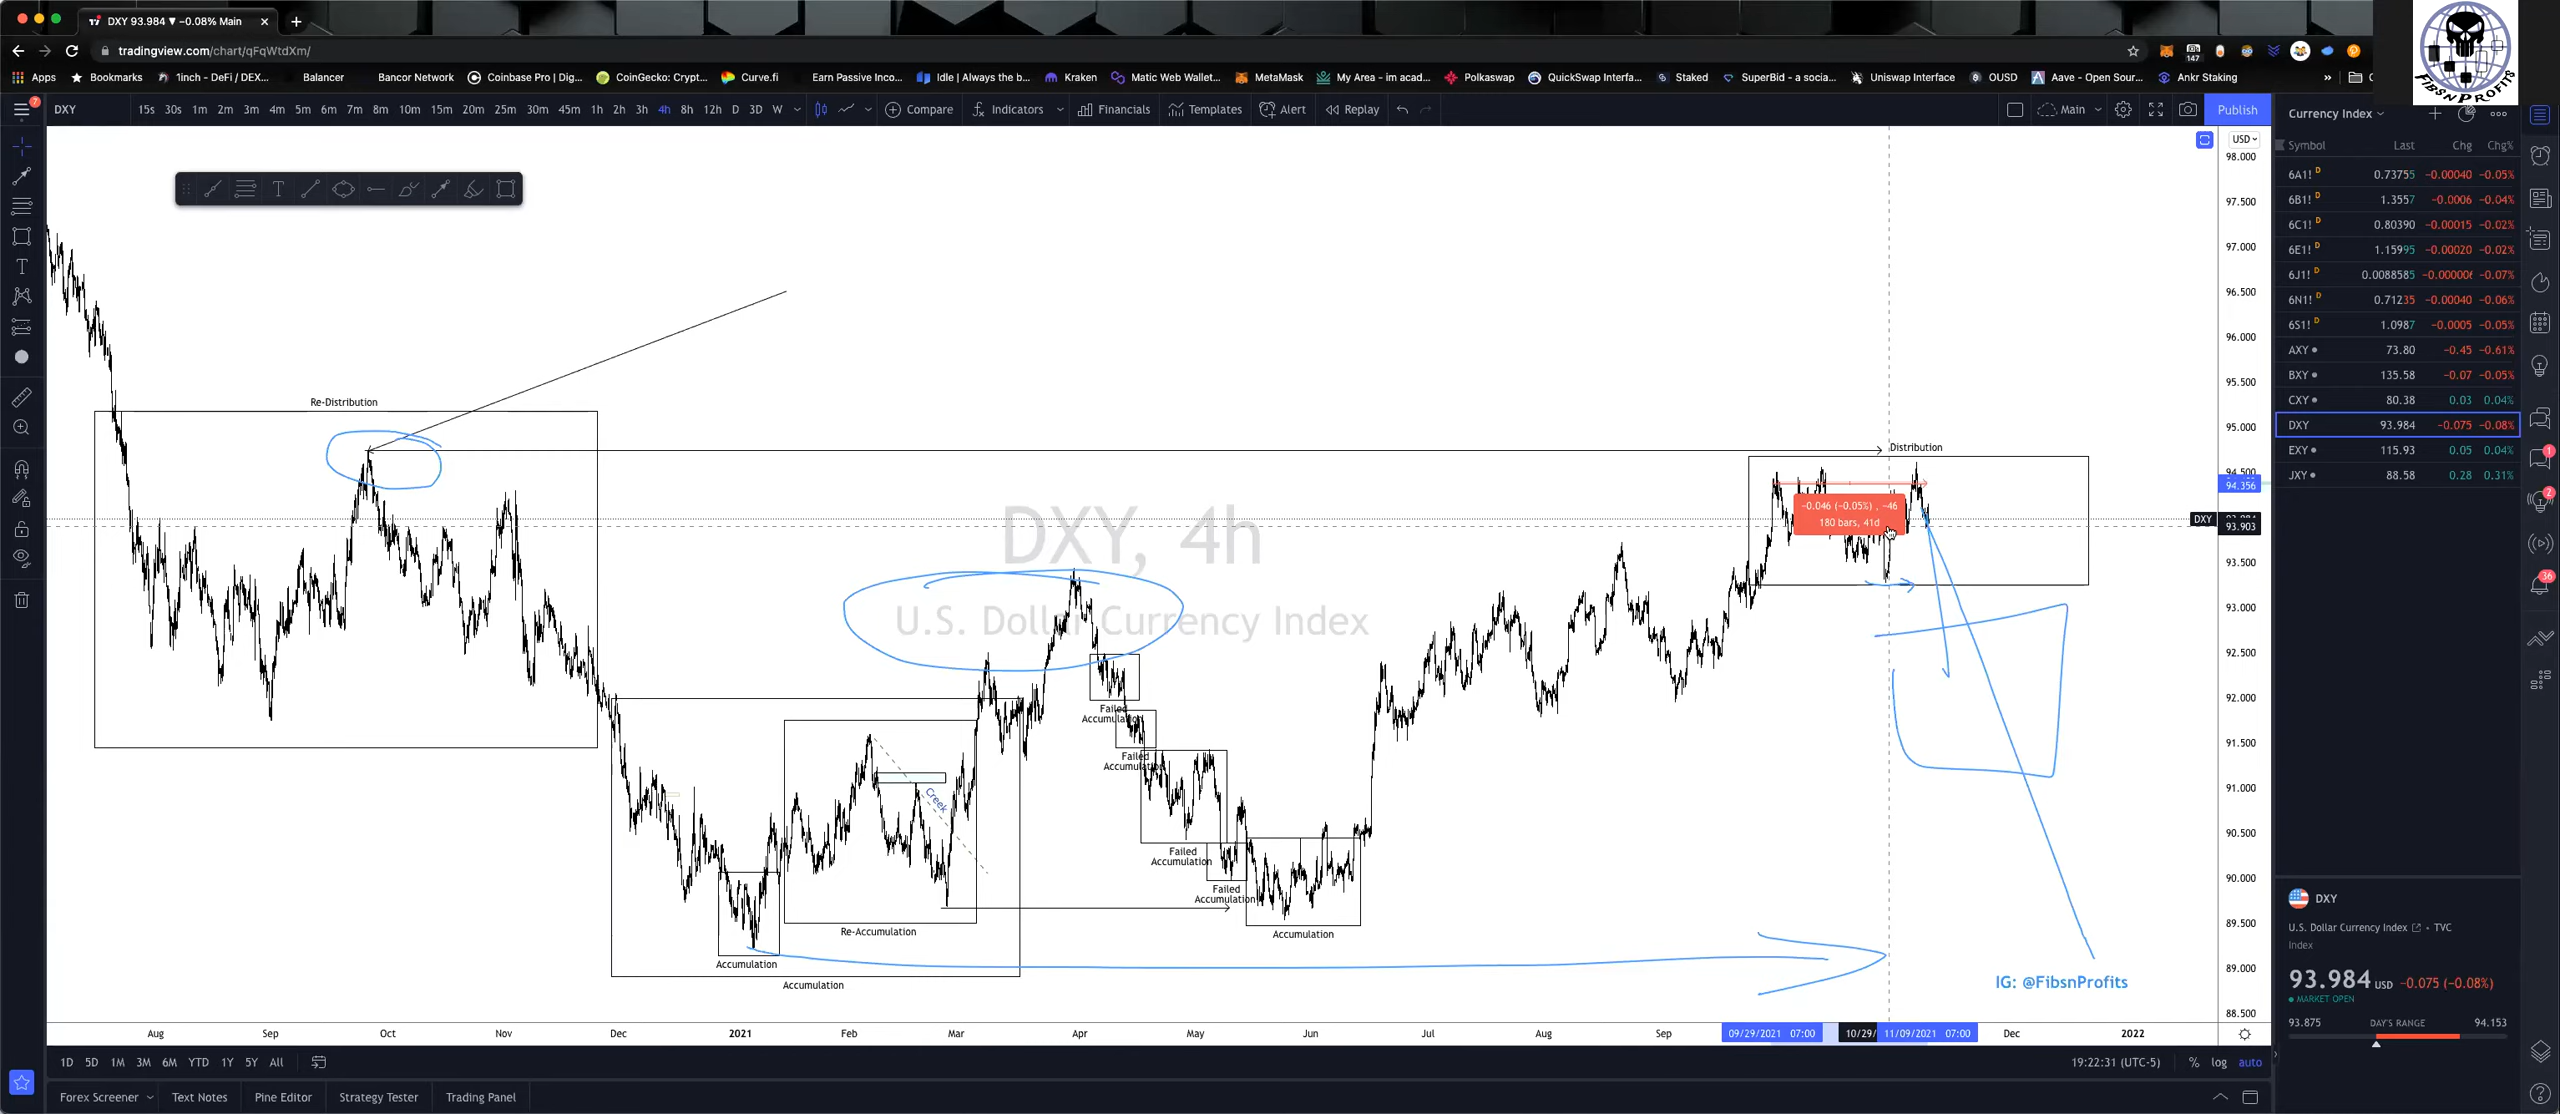 DXY 93.984 ▼ −0.08% Main
tradingview.com/chart/qFqWtdXm/
147
FIBSNPROFITS
Apps Bookmarks 1inch - DeFi / DEX... Balancer Bancor Network Coinbase Pro | Dig... CoinGecko: Crypt... Curve.fi Earn Passive Inco... Idle | Always the b... Kraken Matic Web Wallet... MetaMask My Area - im acad... Polkaswap QuickSwap Interfa... Staked SuperBid - a socia... Uniswap Interface OUSD Aave - Open Sour... Ankr Staking »
7 DXY 15s 30s 1m 2m 3m 4m 5m 6m 7m 8m 10m 15m 20m 25m 30m 45m 1h 2h 3h 4h 8h 12h D 3D W Compare Indicators Financials Templates Alert Replay Main Publish
Currency Index
Symbol Last Chg Chg%
6A1! D 0.73755 −0.00040 −0.05%
6B1! D 1.3557 −0.0006 −0.04%
6C1! D 0.80390 −0.00015 −0.02%
6E1! D 1.15995 −0.00020 −0.02%
6J1! D 0.0088585 −0.000006 −0.07%
6N1! D 0.71235 −0.00040 −0.06%
6S1! D 1.0987 −0.0005 −0.05%
AXY 73.80 −0.45 −0.61%
BXY 135.58 −0.07 −0.05%
CXY 80.38 0.03 0.04%
DXY 93.984 −0.075 −0.08%
EXY 115.93 0.05 0.04%
JXY 88.58 0.28 0.31%
USD
98.000
97.500
97.000
96.500
96.000
95.500
95.000
94.500
94.356
DXY
93.903
93.500
93.000
92.500
92.000
91.500
91.000
90.500
90.000
89.500
89.000
88.500
Re-Distribution
Distribution
−0.046 (−0.05%) , −46
180 bars, 41d
DXY, 4h
U.S. Dollar Currency Index
Failed
Accumulation
Failed
Accumulation
Creek
Failed
Accumulation
Failed
Accumulation
Re-Accumulation
Accumulation
Accumulation
Accumulation
IG: @FibsnProfits
Aug Sep Oct Nov Dec 2021 Feb Mar Apr May Jun Jul Aug Sep 09/29/2021 07:00 10/29/ 11/09/2021 07:00 Dec 2022
1D 5D 1M 3M 6M YTD 1Y 5Y All
19:22:31 (UTC-5) % log auto
Forex Screener Text Notes Pine Editor Strategy Tester Trading Panel
DXY
U.S. Dollar Currency Index • TVC
Index
93.984 USD −0.075 (−0.08%)
MARKET OPEN
93.875 DAY'S RANGE 94.153
1
2
36